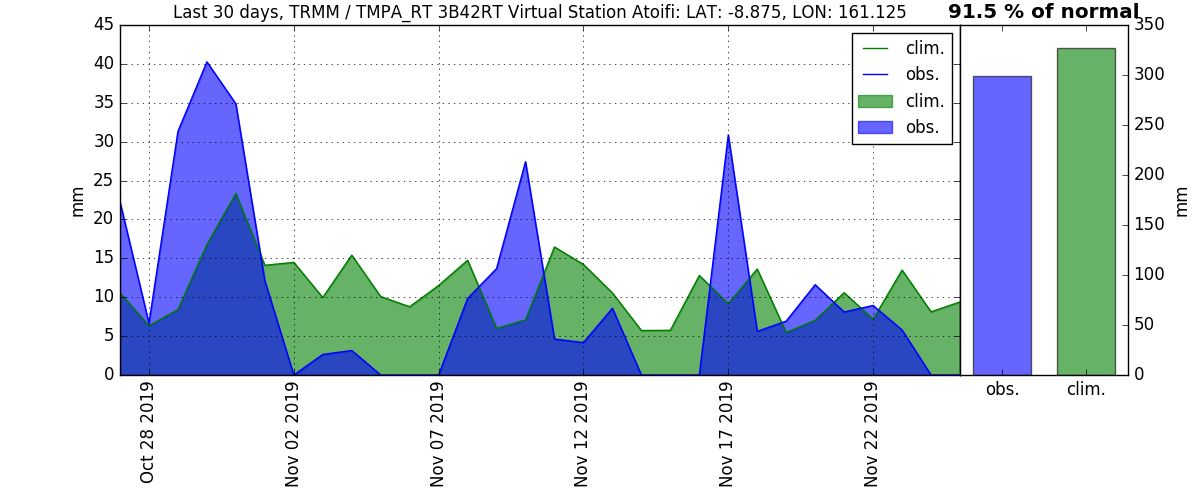 Last 30 days, TRMM / TMPA_RT 3B42RT Virtual Station Atoifi: LAT: -8.875, LON: 161.125
91.5 % of normal
45
40
35
30
25
20
15
10
5
0
mm
clim.
obs.
clim.
obs.
Oct 28 2019
Nov 02 2019
Nov 07 2019
Nov 12 2019
Nov 17 2019
Nov 22 2019
350
300
250
200
150
100
50
0
mm
obs.
clim.